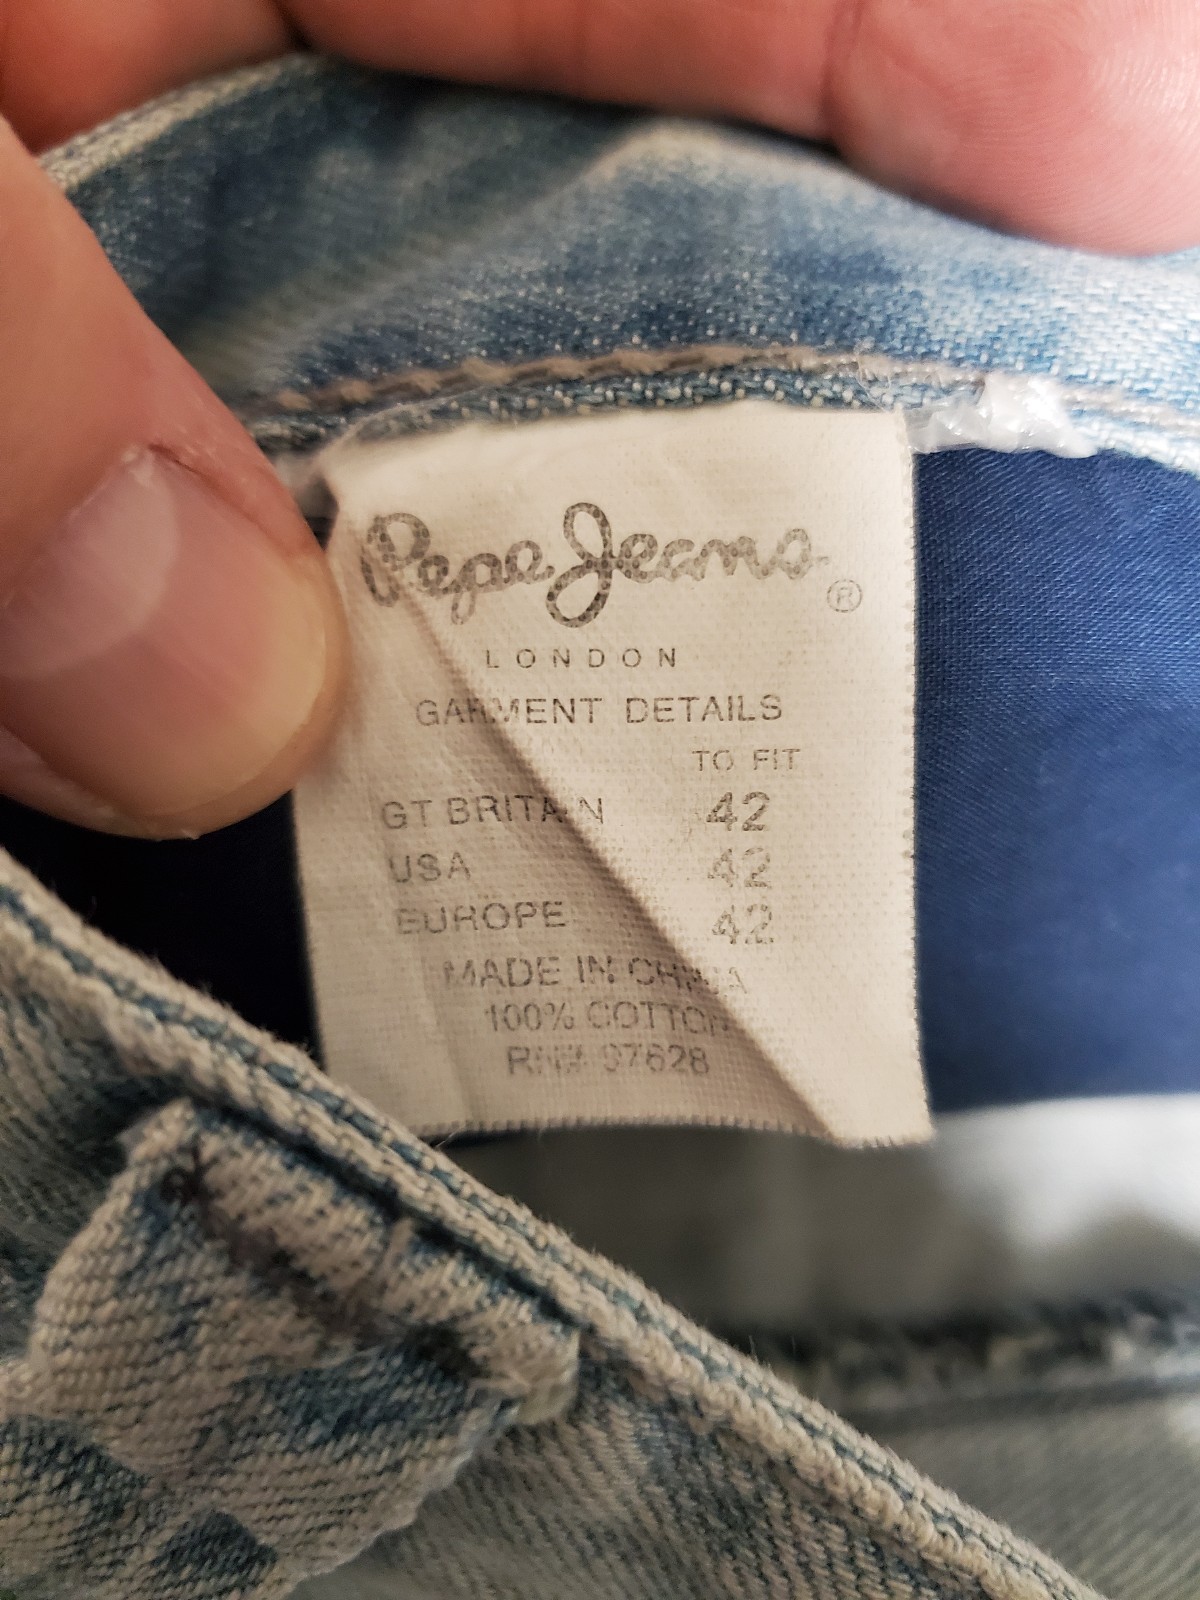 Pepe Jeans ®
LONDON
GARMENT DETAILS
TO FIT
GT BRITAIN 42
USA 42
EUROPE 42
MADE IN CHINA
100% COTTON
RN# 97628